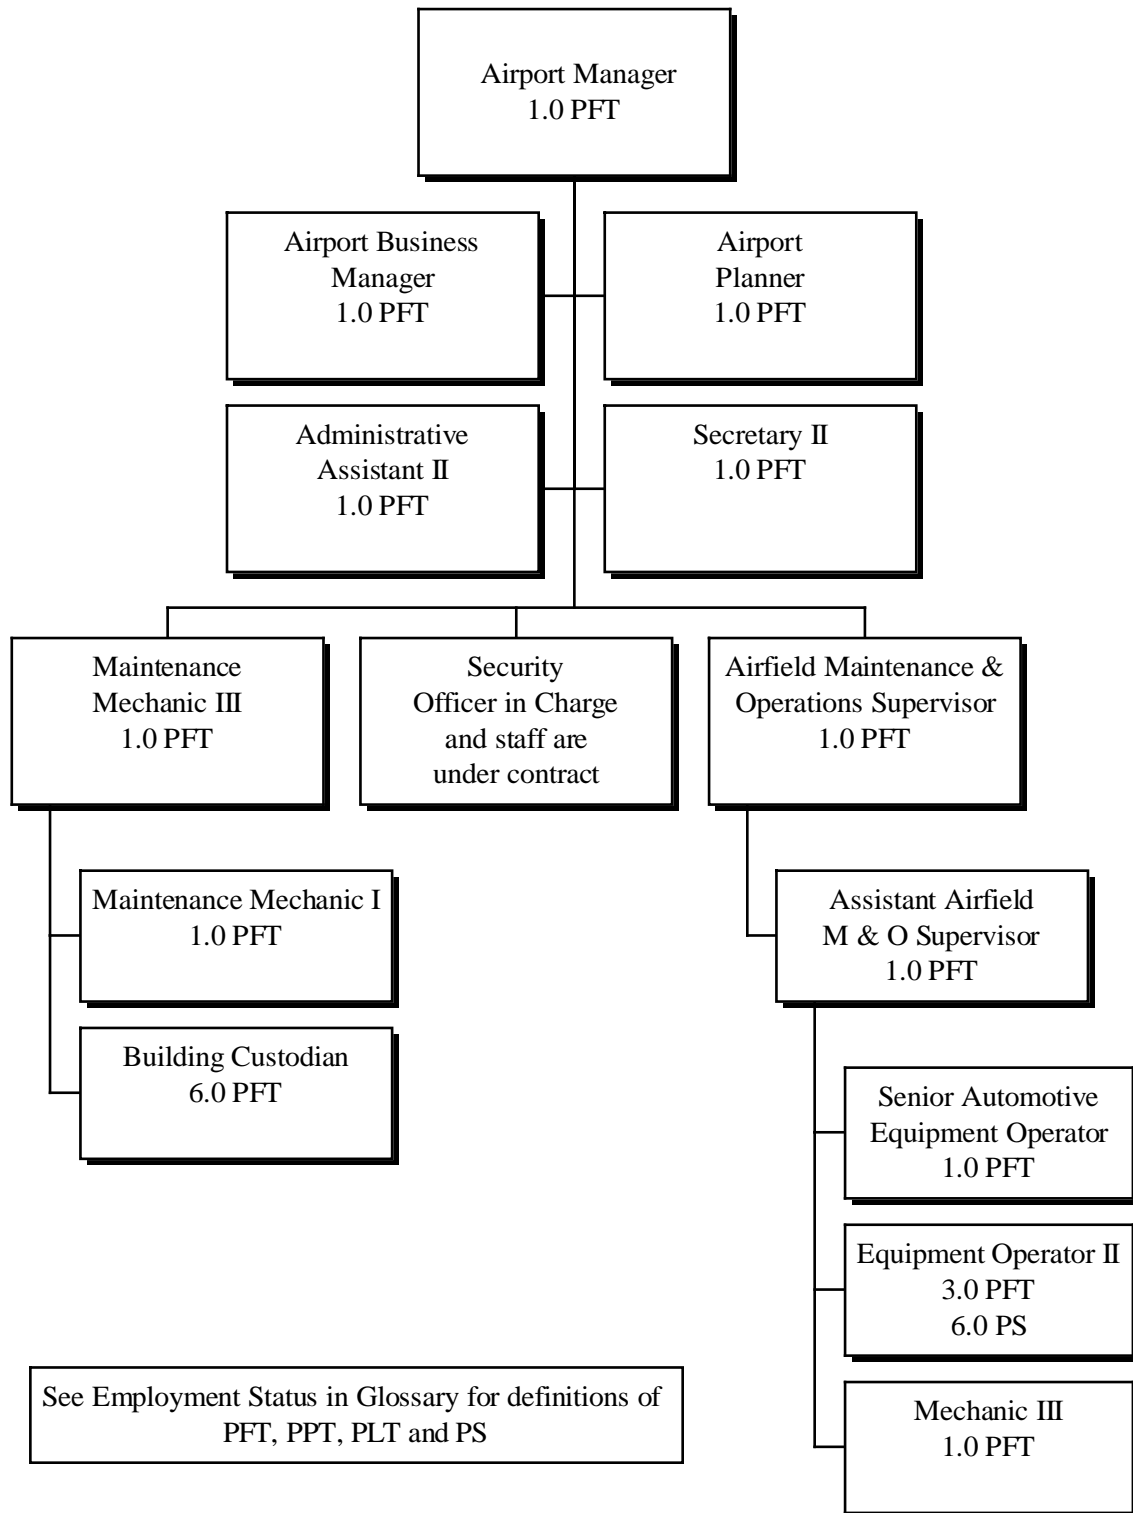 Airport Manager
1.0 PFT
Airport Business
Manager
1.0 PFT
Airport
Planner
1.0 PFT
Administrative
Assistant II
1.0 PFT
Secretary II
1.0 PFT
Maintenance
Mechanic III
1.0 PFT
Security
Officer in Charge
and staff are
under contract
Airfield Maintenance &
Operations Supervisor
1.0 PFT
Maintenance Mechanic I
1.0 PFT
Building Custodian
6.0 PFT
Assistant Airfield
M & O Supervisor
1.0 PFT
Senior Automotive
Equipment Operator
1.0 PFT
Equipment Operator II
3.0 PFT
6.0 PS
Mechanic III
1.0 PFT
See Employment Status in Glossary for definitions of
PFT, PPT, PLT and PS